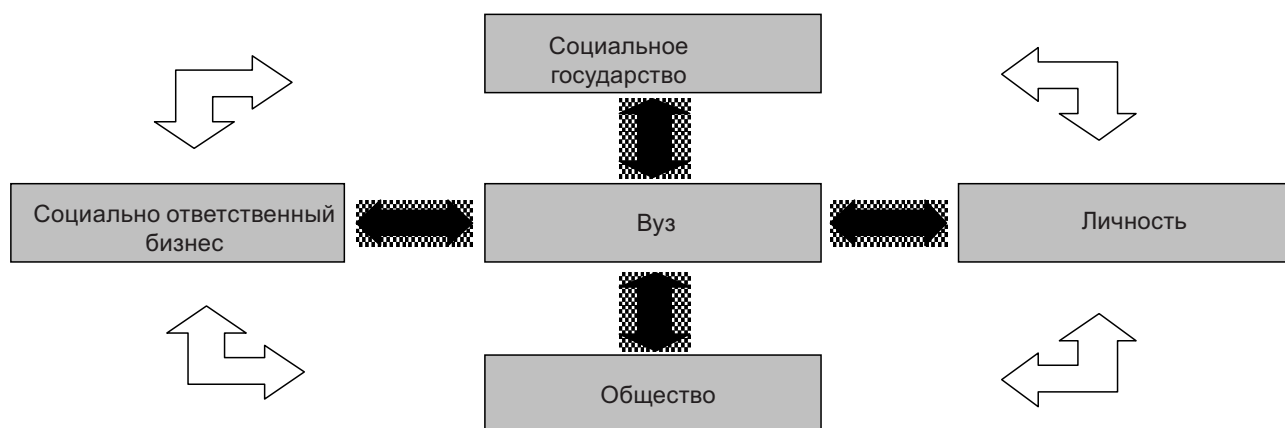 Социальное
государство
Социально ответственный
бизнес
Вуз
Личность
Общество